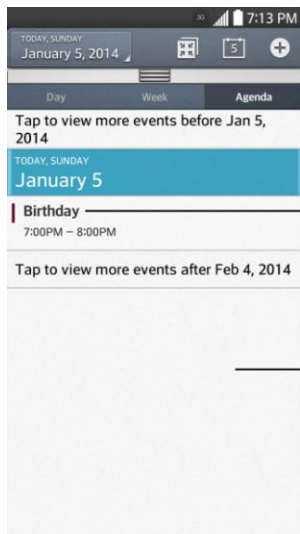 3G 7:13 PM
TODAY, SUNDAY
January 5, 2014
5
Day Week Agenda
Tap to view more events before Jan 5,
2014
TODAY, SUNDAY
January 5
Birthday
7:00PM – 8:00PM
Tap to view more events after Feb 4, 2014